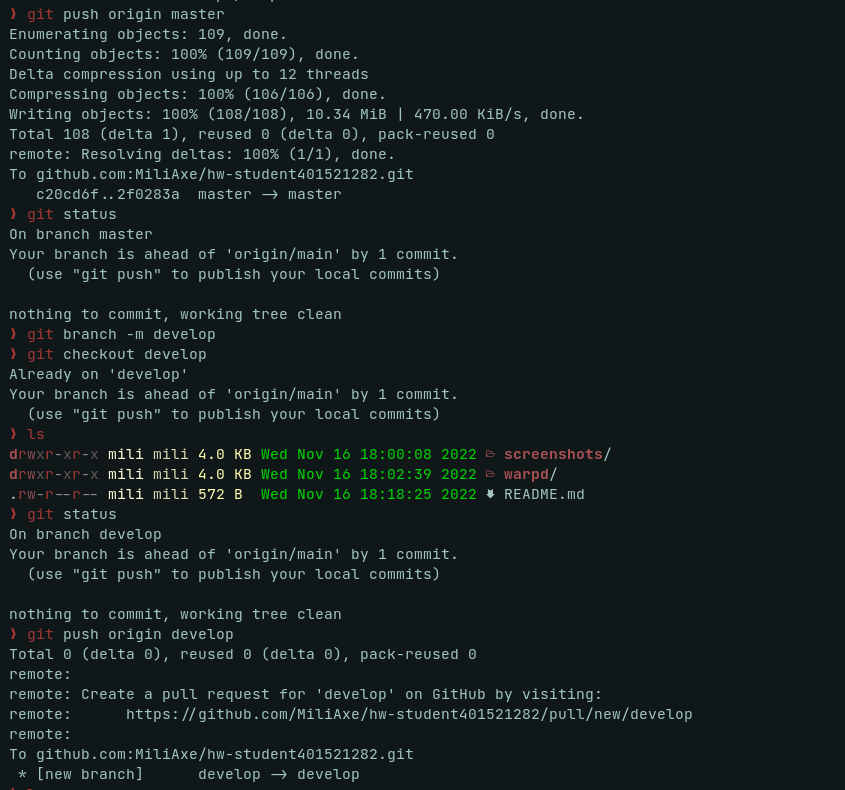 ❯ git push origin master
Enumerating objects: 109, done.
Counting objects: 100% (109/109), done.
Delta compression using up to 12 threads
Compressing objects: 100% (106/106), done.
Writing objects: 100% (108/108), 10.34 MiB | 470.00 KiB/s, done.
Total 108 (delta 1), reused 0 (delta 0), pack-reused 0
remote: Resolving deltas: 100% (1/1), done.
To github.com:MiliAxe/hw-student401521282.git
   c20cd6f..2f0283a  master -> master
❯ git status
On branch master
Your branch is ahead of 'origin/main' by 1 commit.
  (use "git push" to publish your local commits)

nothing to commit, working tree clean
❯ git branch -m develop
❯ git checkout develop
Already on 'develop'
Your branch is ahead of 'origin/main' by 1 commit.
  (use "git push" to publish your local commits)
❯ ls
drwxr-xr-x mili mili 4.0 KB Wed Nov 16 18:00:08 2022 screenshots/
drwxr-xr-x mili mili 4.0 KB Wed Nov 16 18:02:39 2022 warpd/
.rw-r--r-- mili mili 572 B  Wed Nov 16 18:18:25 2022 README.md
❯ git status
On branch develop
Your branch is ahead of 'origin/main' by 1 commit.
  (use "git push" to publish your local commits)

nothing to commit, working tree clean
❯ git push origin develop
Total 0 (delta 0), reused 0 (delta 0), pack-reused 0
remote:
remote: Create a pull request for 'develop' on GitHub by visiting:
remote:      https://github.com/MiliAxe/hw-student401521282/pull/new/develop
remote:
To github.com:MiliAxe/hw-student401521282.git
 * [new branch]      develop -> develop